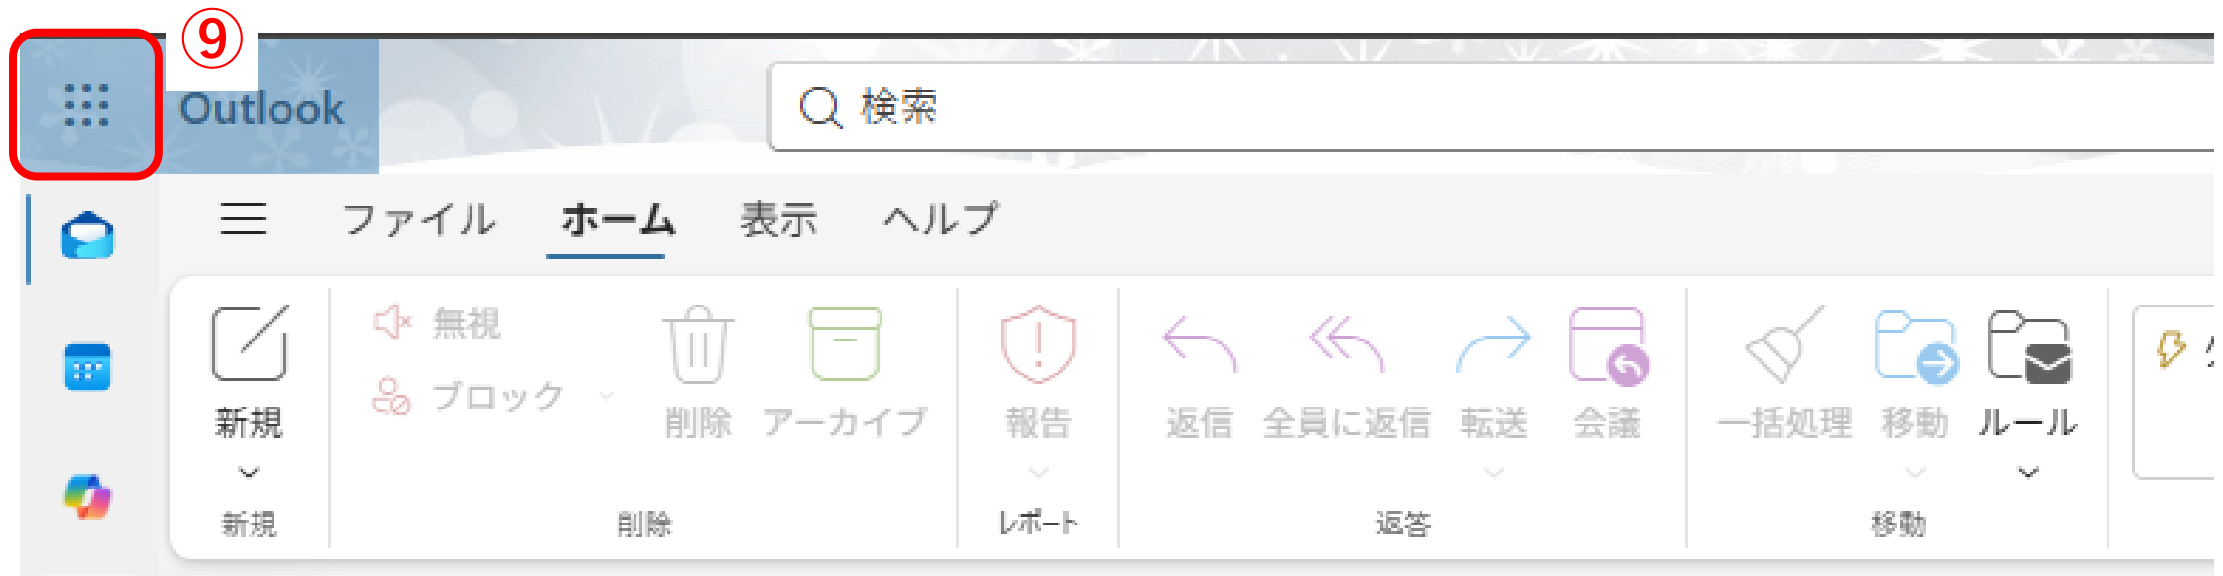 ⑨
Outlook
検索
ファイル ホーム 表示 ヘルプ
無視
ブロック
新規 削除 アーカイブ 報告 返信 全員に返信 転送 会議 一括処理 移動 ルール
新規 削除 レポート 返答 移動